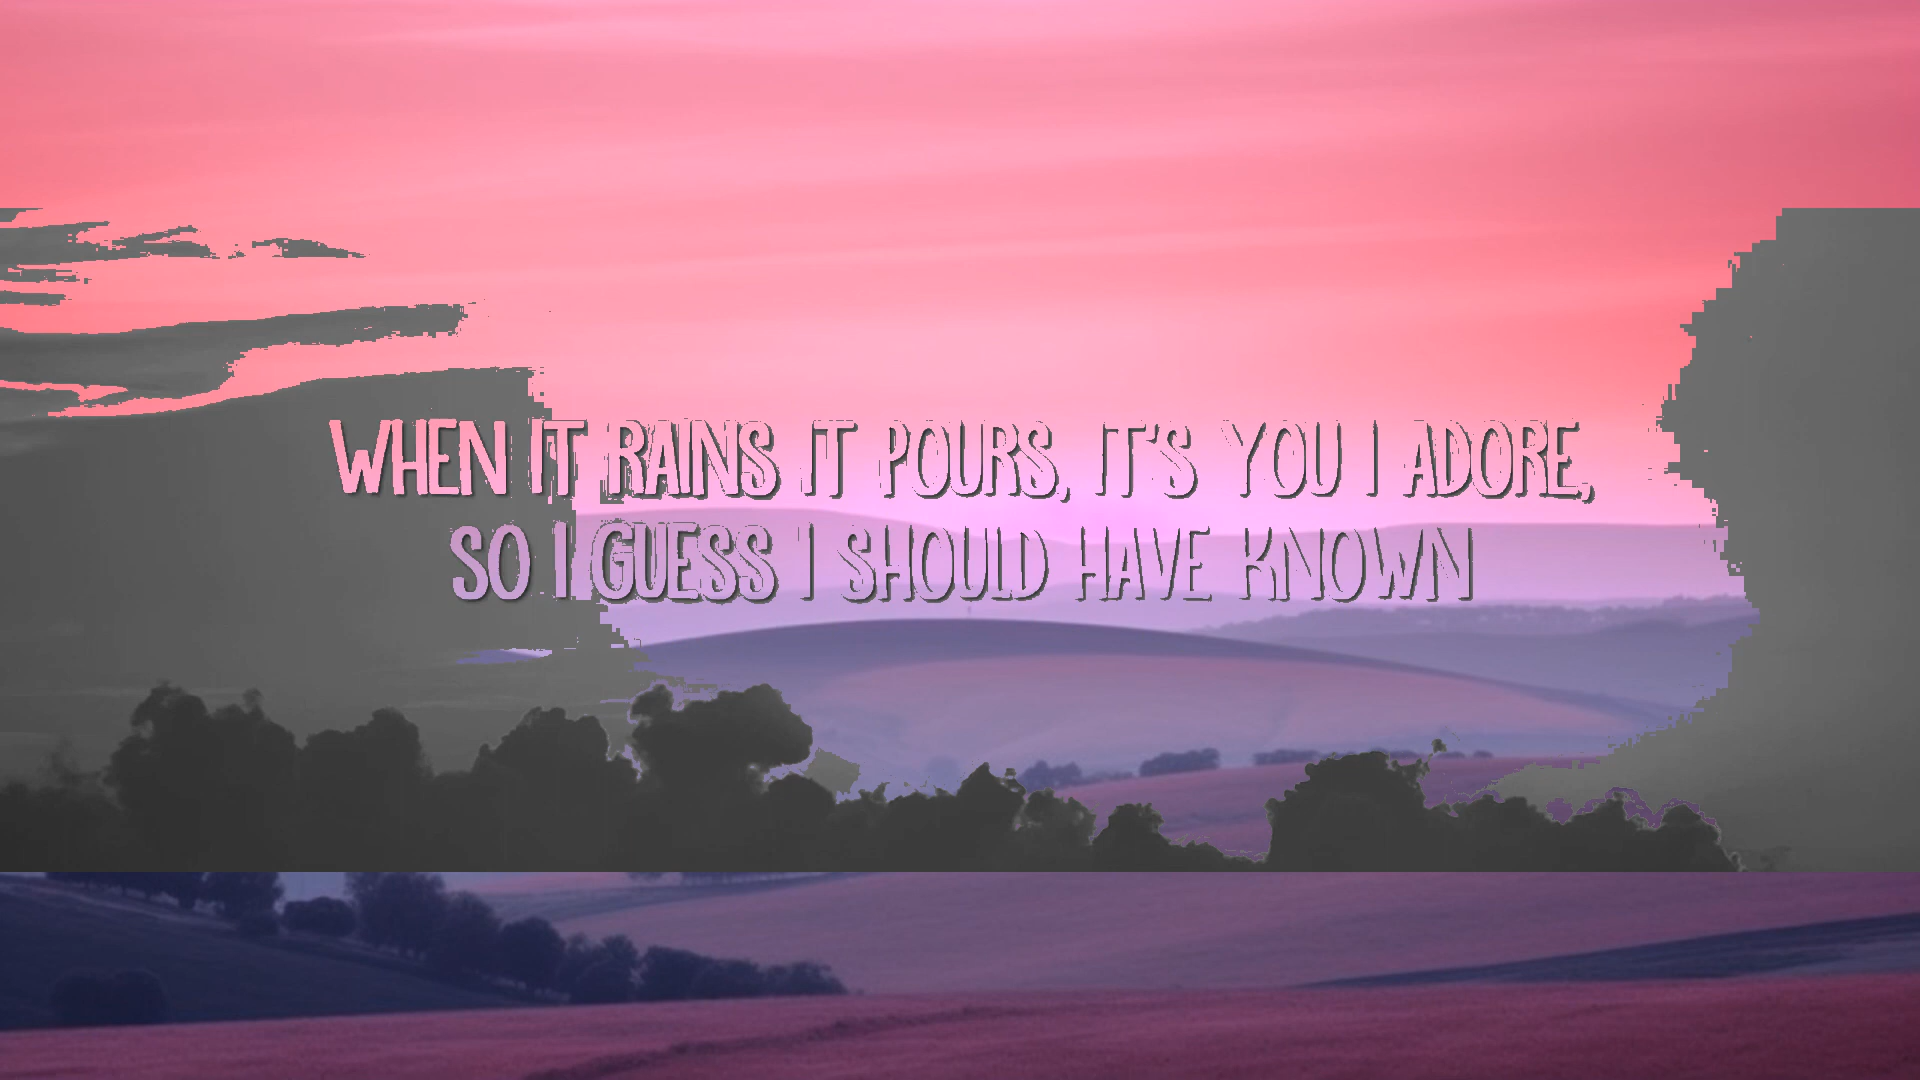 WHEN IT RAINS IT POURS, IT'S YOU I ADORE,
SO I GUESS I SHOULD HAVE KNOWN